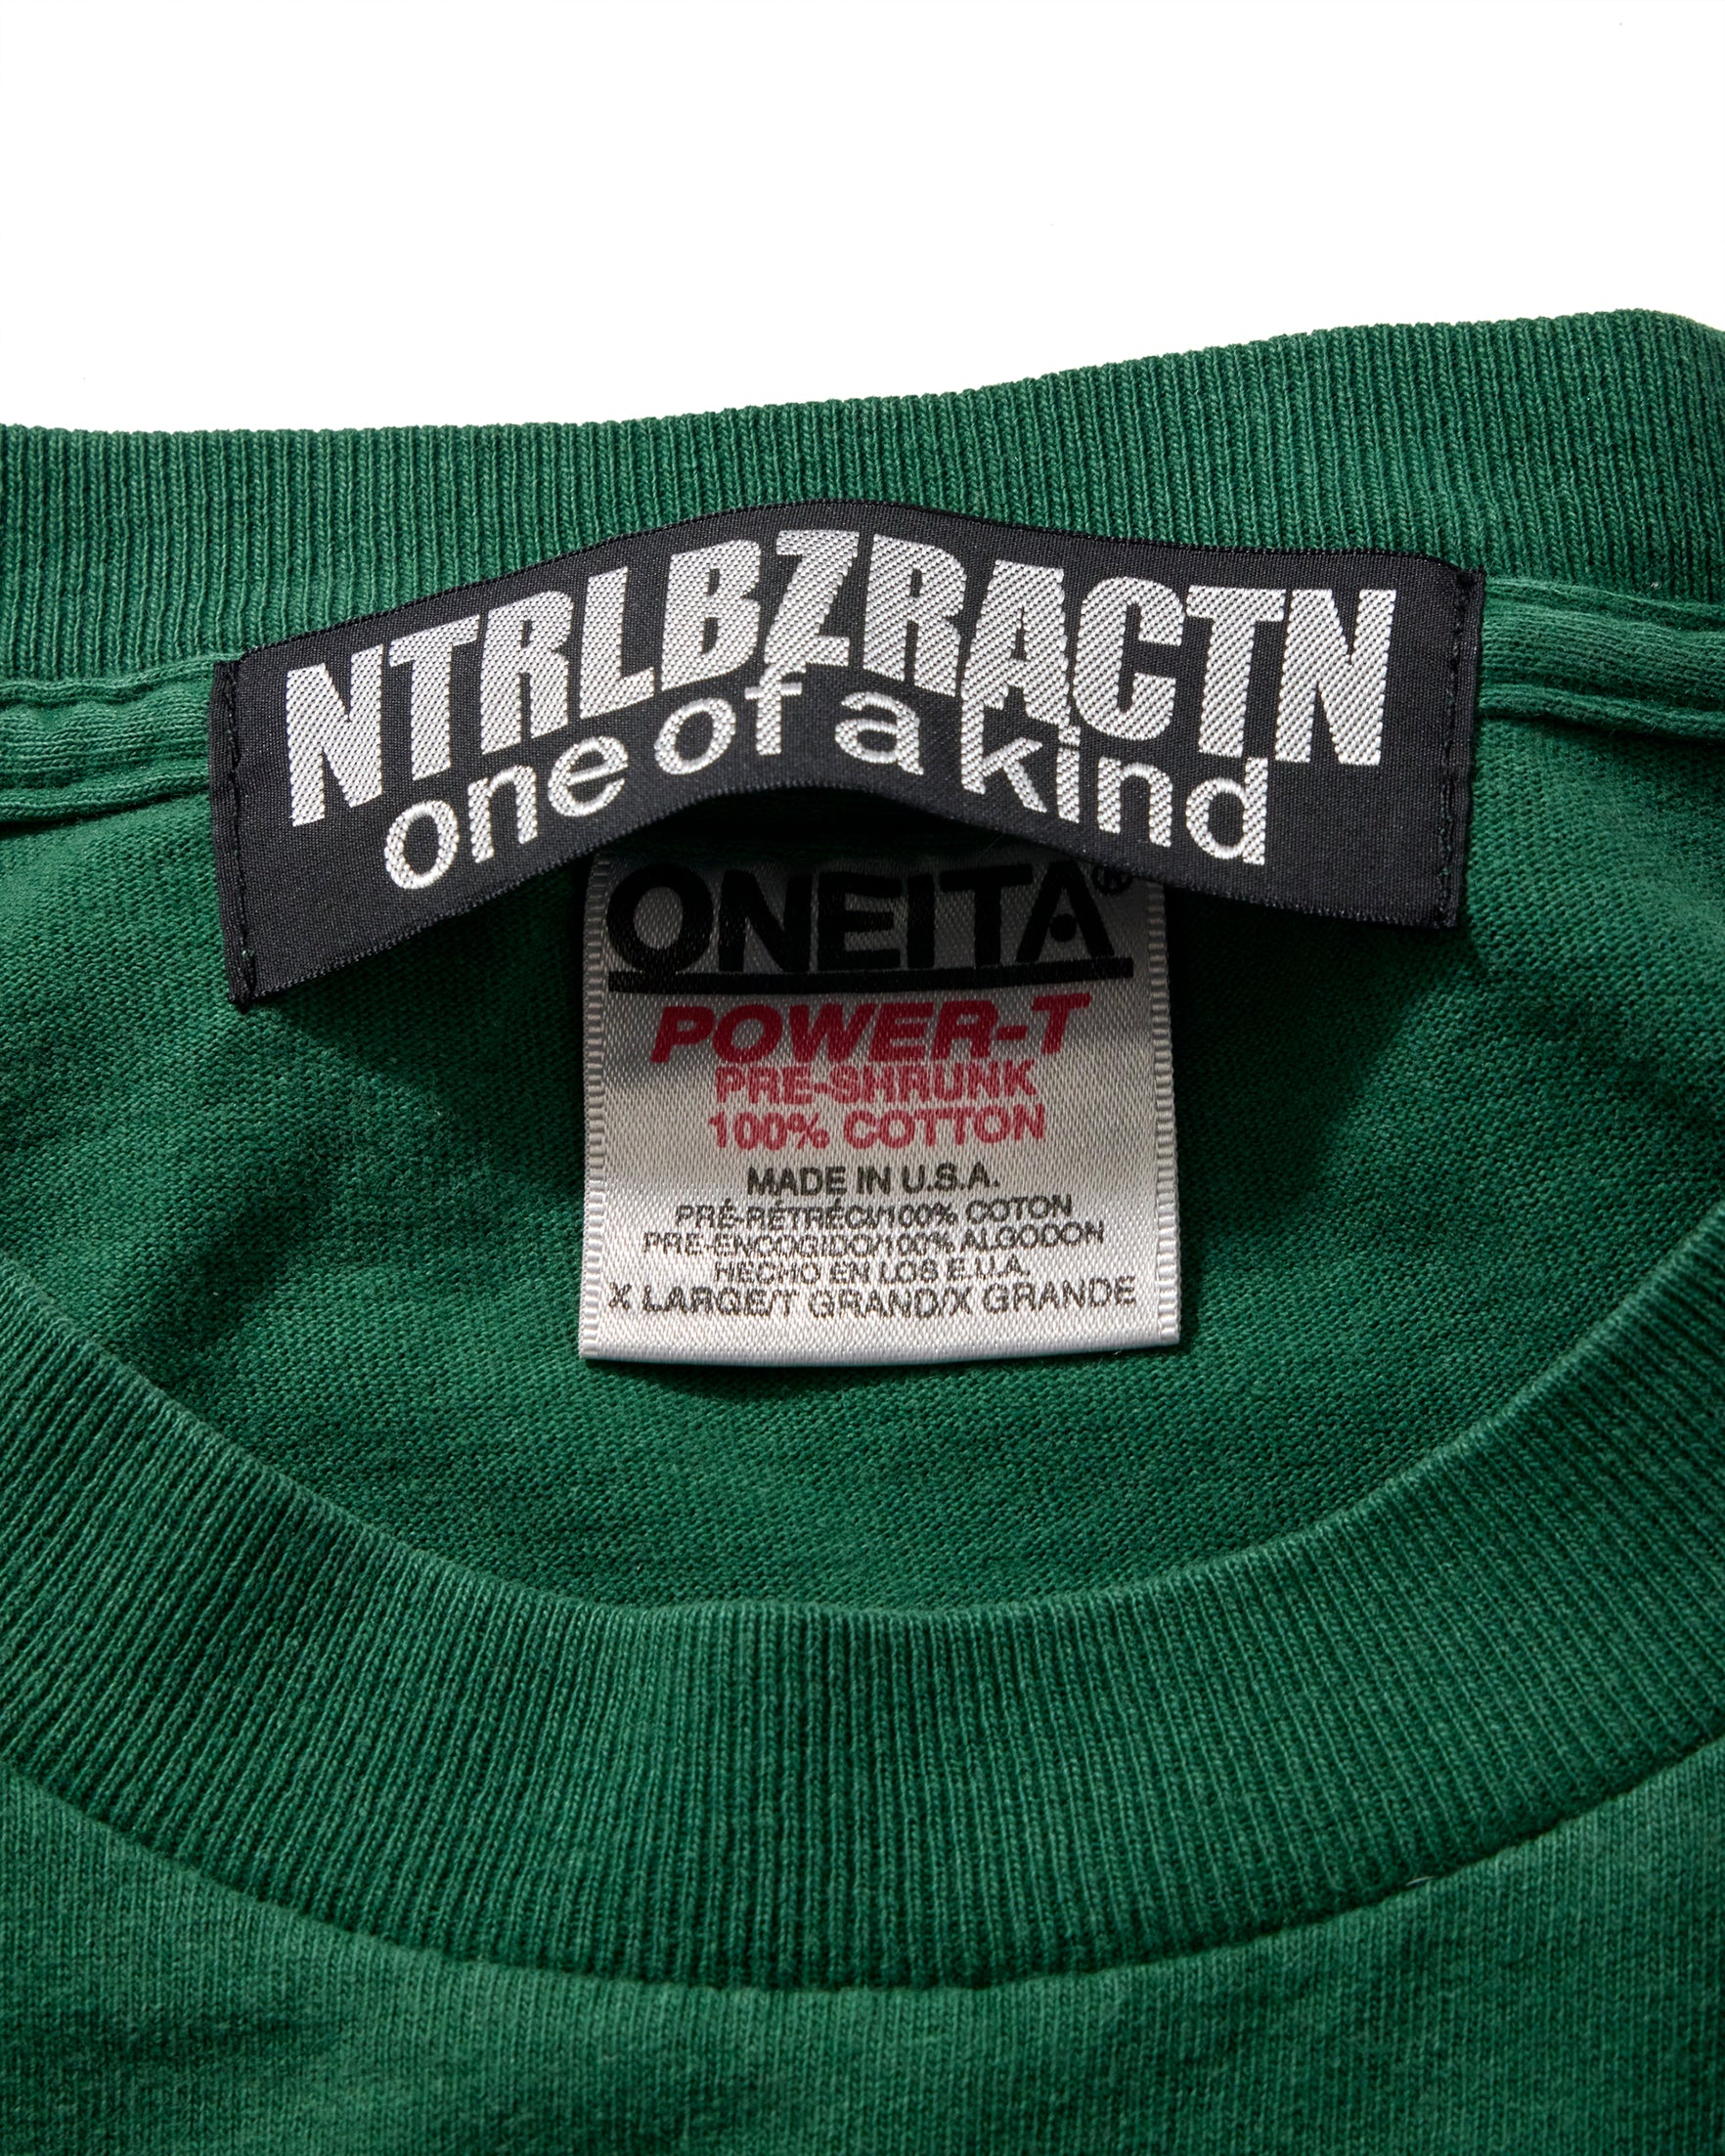 NTRLBZRACTN
one of a kind
ONEITA®
POWER-T
PRE-SHRUNK
100% COTTON
MADE IN U.S.A.
PRÉ-RÉTRÉCI/100% COTON
PRE-ENCOGIDO/100% ALGODON
HECHO EN LOS E.U.A.
X LARGE/T GRAND/X GRANDE